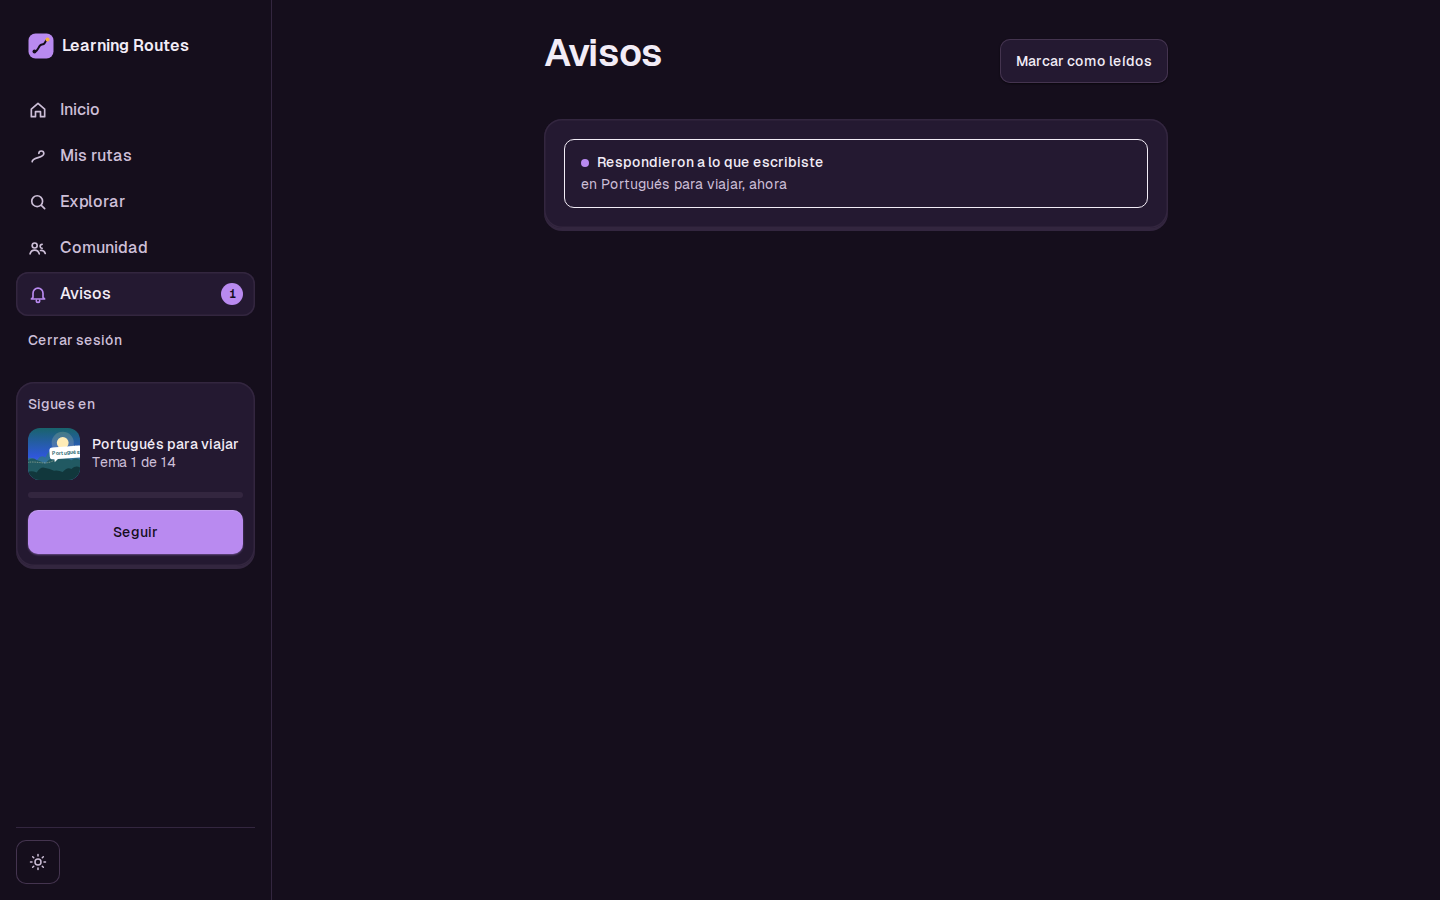 Learning Routes
Inicio
Mis rutas
Explorar
Comunidad
Avisos
1
Cerrar sesión
Sigues en
Portugués para viajar
Tema 1 de 14
Seguir
Avisos
Marcar como leídos
Respondieron a lo que escribiste
en Portugués para viajar, ahora